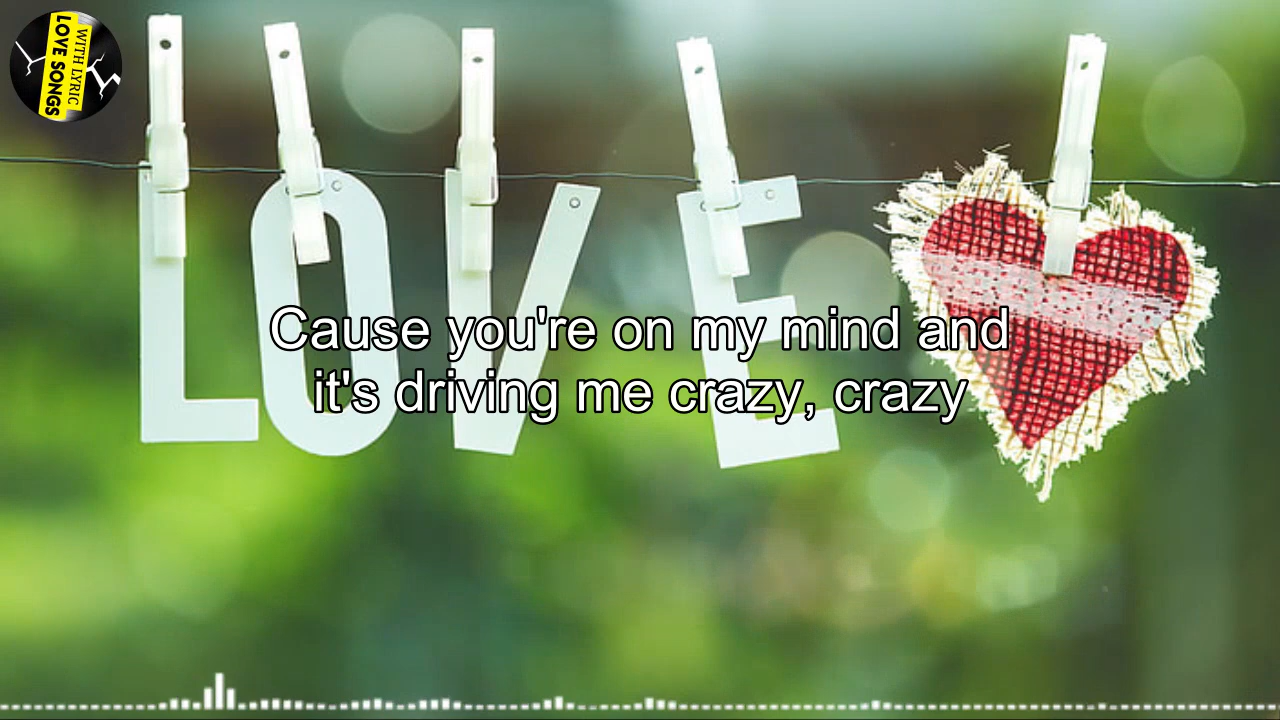 WITH LYRIC
LOVE SONGS
LOVE
Cause you're on my mind and
it's driving me crazy, crazy